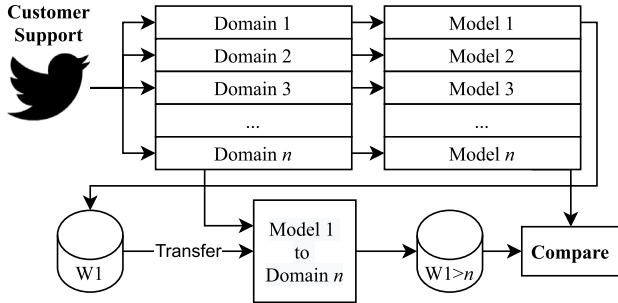 Customer
Support
Domain 1
Model 1
Domain 2
Model 2
Domain 3
Model 3
...
...
Domain n
Model n
W1
Transfer
Model 1
to
Domain n
W1>n
Compare